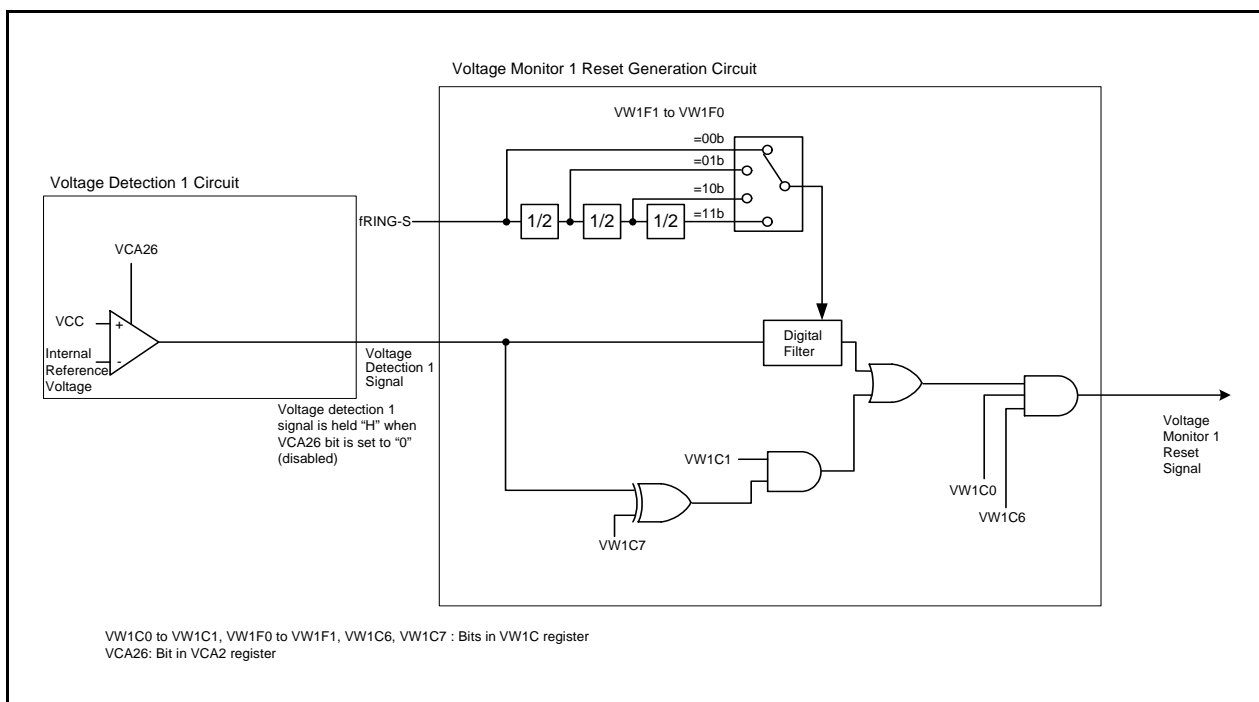 Voltage Monitor 1 Reset Generation Circuit
VW1F1 to VW1F0
=00b
=01b
=10b
=11b
Voltage Detection 1 Circuit
fRING-S
1/2
1/2
1/2
VCA26
VCC
+
Internal
Reference
Voltage
-
Voltage
Detection 1
Signal
Digital
Filter
Voltage detection 1
signal is held “H” when
VCA26 bit is set to “0”
(disabled)
VW1C1
VW1C7
VW1C0
VW1C6
Voltage
Monitor 1
Reset
Signal
VW1C0 to VW1C1, VW1F0 to VW1F1, VW1C6, VW1C7 : Bits in VW1C register
VCA26: Bit in VCA2 register